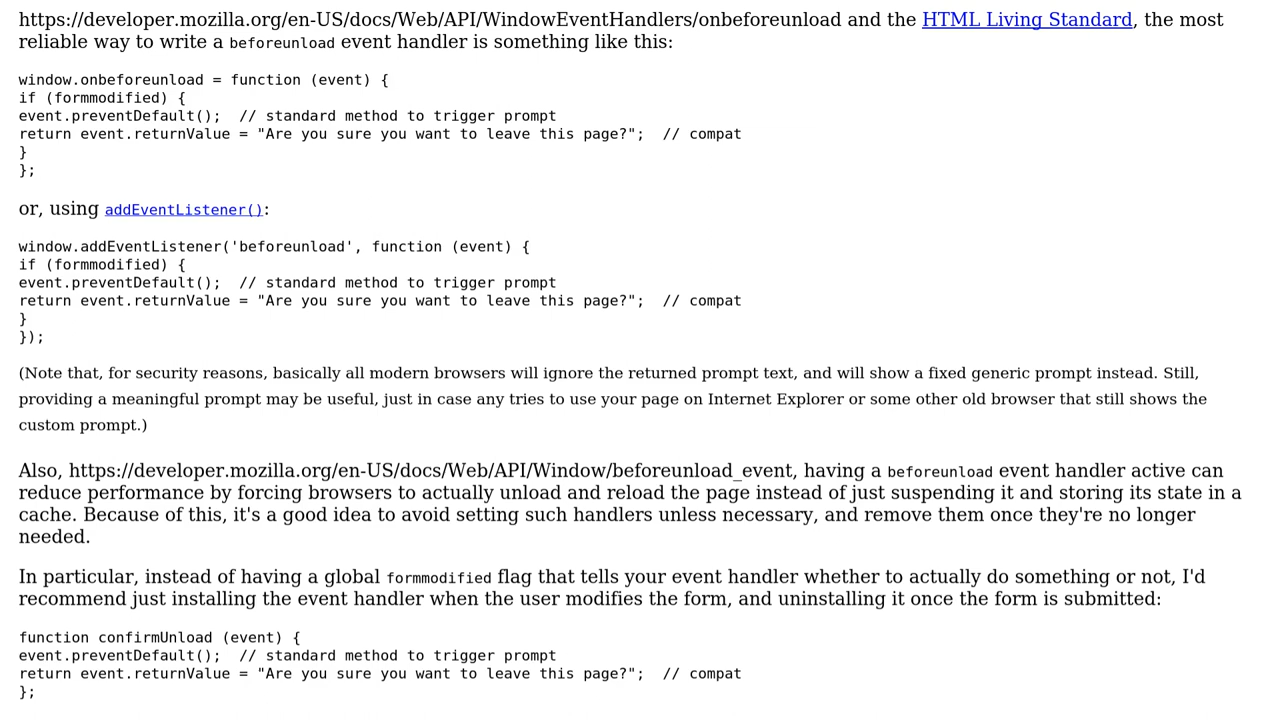 https://developer.mozilla.org/en-US/docs/Web/API/WindowEventHandlers/onbeforeunload and the HTML Living Standard, the most
reliable way to write a beforeunload event handler is something like this:
window.onbeforeunload = function (event) {
if (formmodified) {
event.preventDefault();  // standard method to trigger prompt
return event.returnValue = "Are you sure you want to leave this page?";  // compat
}
};
or, using addEventListener():
window.addEventListener('beforeunload', function (event) {
if (formmodified) {
event.preventDefault();  // standard method to trigger prompt
return event.returnValue = "Are you sure you want to leave this page?";  // compat
}
});
(Note that, for security reasons, basically all modern browsers will ignore the returned prompt text, and will show a fixed generic prompt instead. Still,
providing a meaningful prompt may be useful, just in case any tries to use your page on Internet Explorer or some other old browser that still shows the
custom prompt.)
Also, https://developer.mozilla.org/en-US/docs/Web/API/Window/beforeunload_event, having a beforeunload event handler active can
reduce performance by forcing browsers to actually unload and reload the page instead of just suspending it and storing its state in a
cache. Because of this, it's a good idea to avoid setting such handlers unless necessary, and remove them once they're no longer
needed.
In particular, instead of having a global formmodified flag that tells your event handler whether to actually do something or not, I'd
recommend just installing the event handler when the user modifies the form, and uninstalling it once the form is submitted:
function confirmUnload (event) {
event.preventDefault();  // standard method to trigger prompt
return event.returnValue = "Are you sure you want to leave this page?";  // compat
};